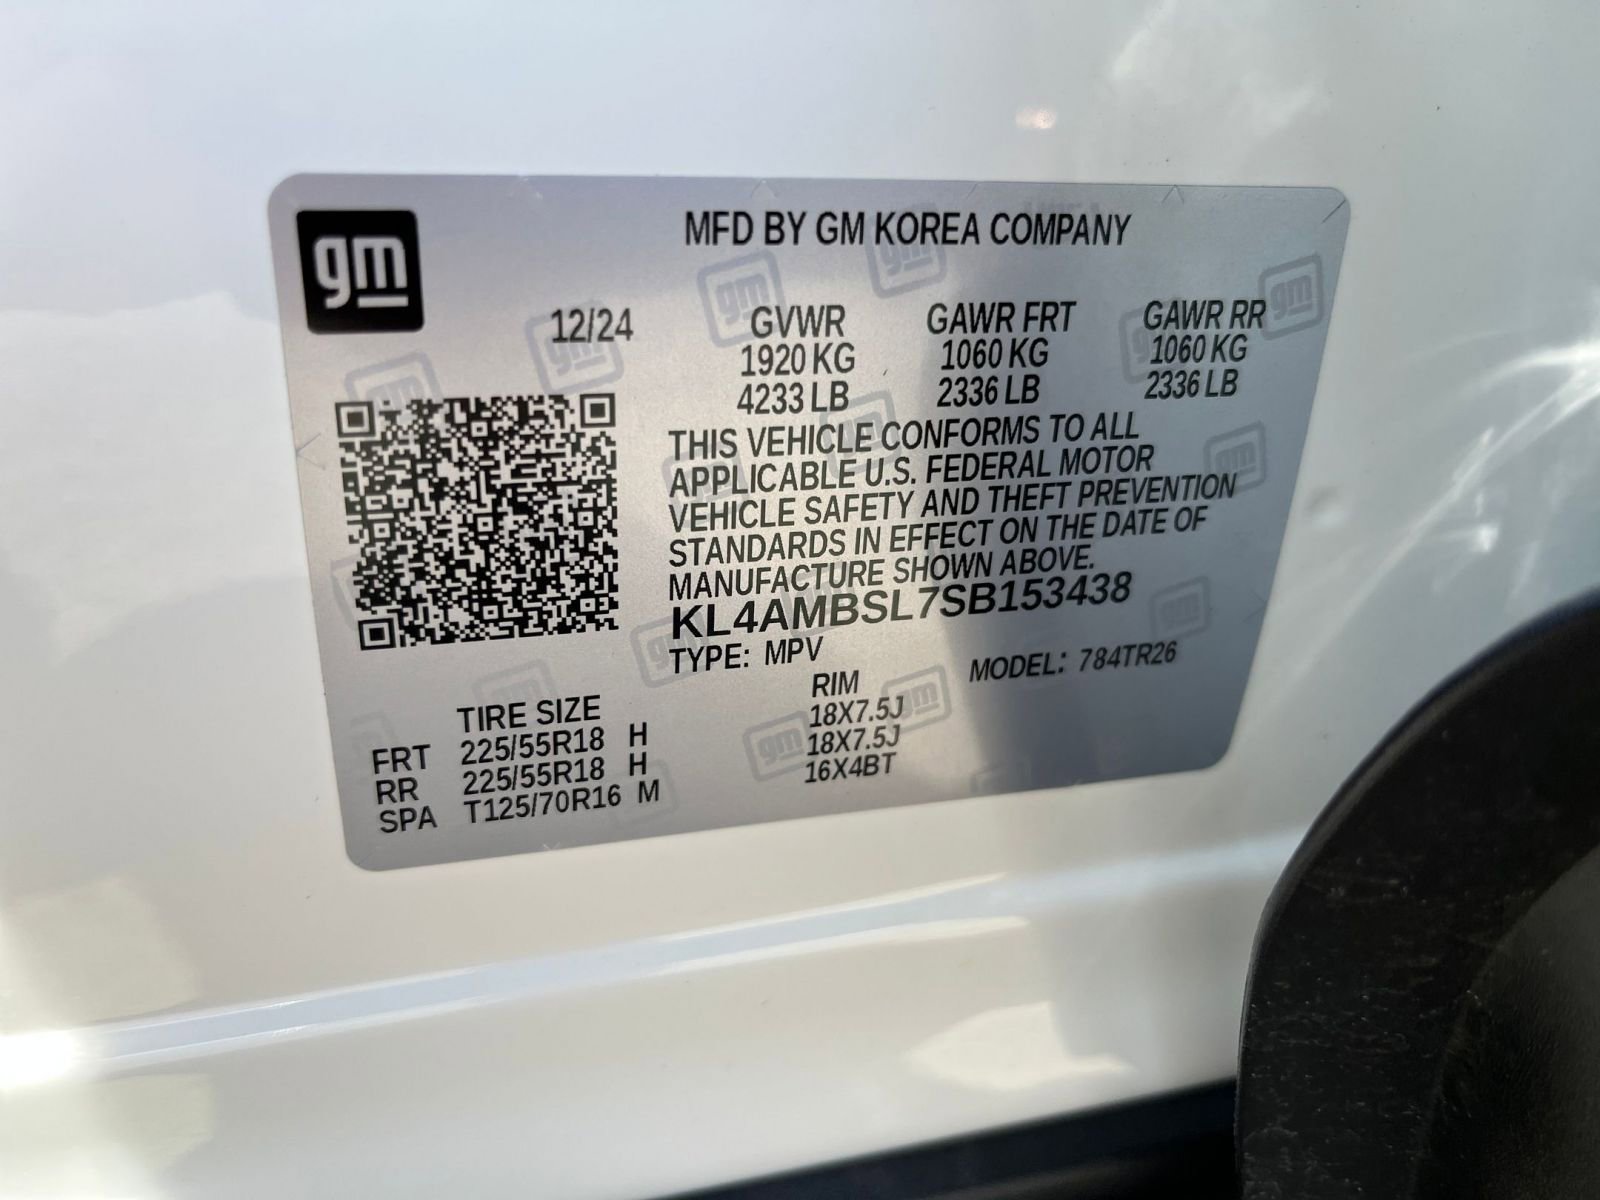 gm
MFD BY GM KOREA COMPANY
12/24 GVWR GAWR FRT GAWR RR
1920 KG 1060 KG 1060 KG
4233 LB 2336 LB 2336 LB
THIS VEHICLE CONFORMS TO ALL
APPLICABLE U.S. FEDERAL MOTOR
VEHICLE SAFETY AND THEFT PREVENTION
STANDARDS IN EFFECT ON THE DATE OF
MANUFACTURE SHOWN ABOVE.
KL4AMBSL7SB153438
TYPE: MPV MODEL: 784TR26
TIRE SIZE RIM
FRT 225/55R18 H 18X7.5J
RR 225/55R18 H 18X7.5J
SPA T125/70R16 M 16X4BT